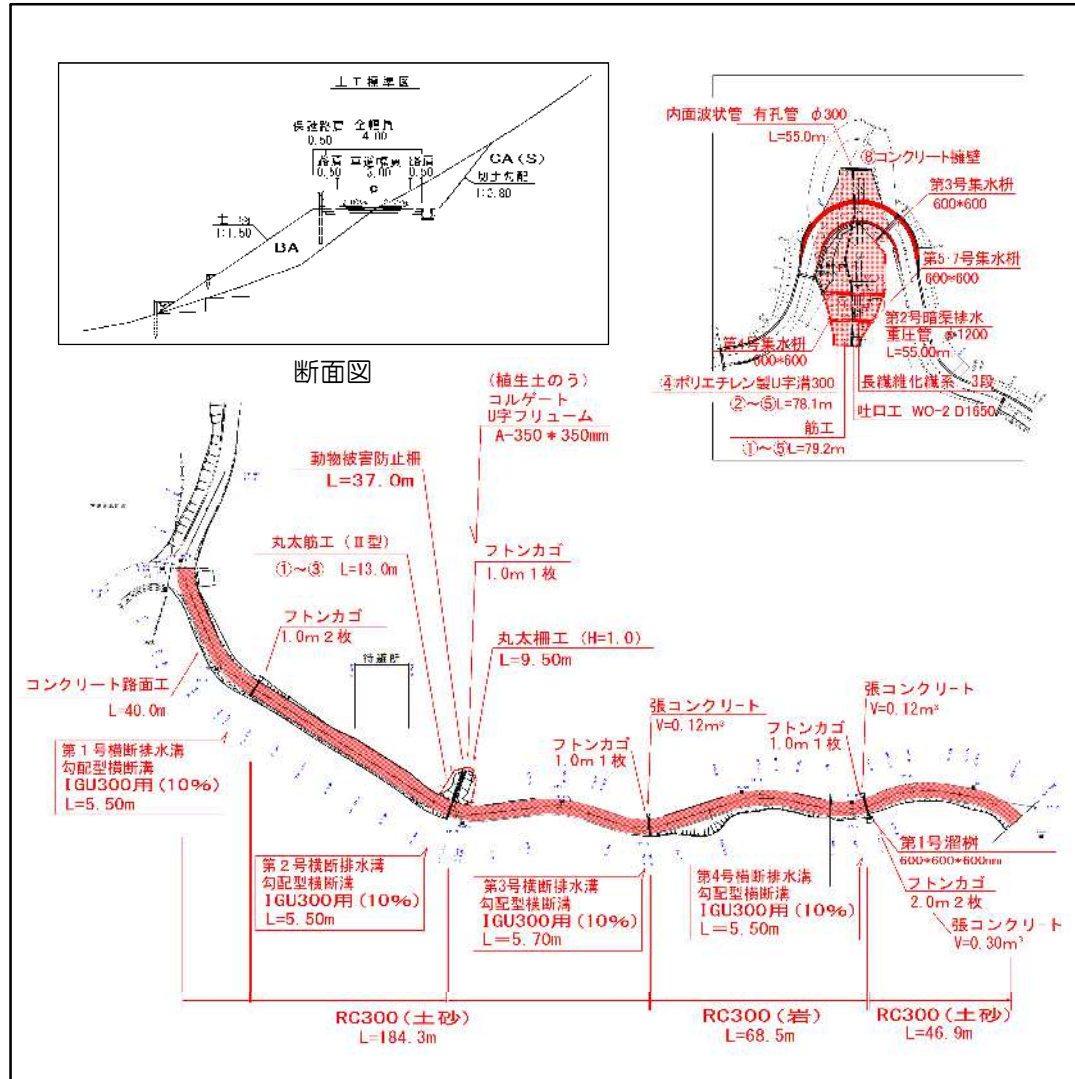 土工標準図
保護路肩 全幅員
0.50 4.00
路肩 車道幅員 路肩
0.50 3.00 0.50
CA(S)
切土勾配
BA
断面図
内面波状管 有孔管 φ300
L=55.0m
⑧コンクリート擁壁
第3号集水桝
600*600
第5·7号集水桝
600*600
第2号暗渠排水
重圧管 φ1200
L=55.00m
第4号集水桝
600*600
④ポリエチレン製U字溝300
②～⑤L=78.1m
長繊維化繊系 3段
吐口工 WO-2 D1650
筋工
①～⑤L=79.2m
(植生土のう)
コルゲート
U字フリューム
A-350*350mm
動物被害防止柵
L=37.0m
丸太筋工(Ⅱ型)
①～③ L=13.0m
フトンカゴ
1.0m1枚
フトンカゴ
1.0m2枚
待避所
丸太柵工 (H=1.0)
L=9.50m
コンクリート路面工
L=40.0m
張コンクリート
V=0.12m³
フトンカゴ
1.0m1枚
張コンクリート
V=0.12m³
フトンカゴ
1.0m1枚
第1号横断排水溝
勾配型横断溝
IGU300用(10%)
L=5.50m
第2号横断排水溝
勾配型横断溝
IGU300用(10%)
L=5.50m
第3号横断排水溝
勾配型横断溝
IGU300用(10%)
L=5.70m
第4号横断排水溝
勾配型横断溝
IGU300用(10%)
L=5.50m
第1号溜桝
600*600*600mm
フトンカゴ
2.0m2枚
張コンクリート
V=0.30m³
RC300(土砂)
L=184.3m
RC300(岩)
L=68.5m
RC300(土砂)
L=46.9m